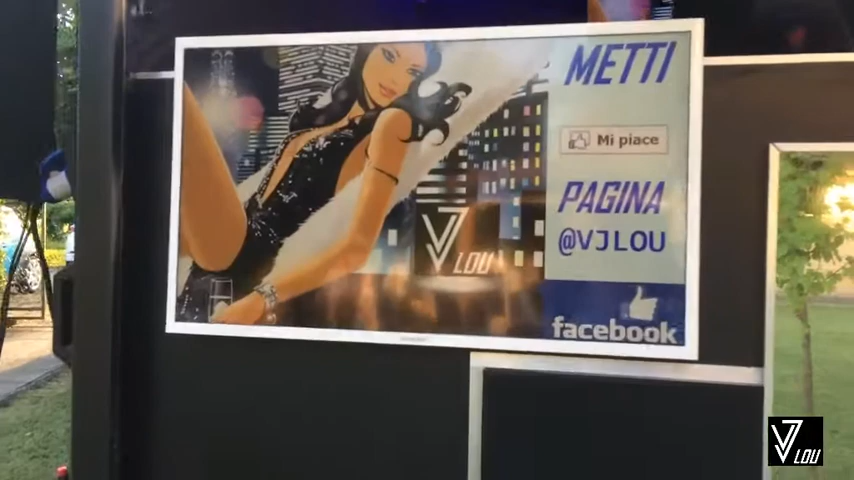 METTI
Mi piace
PAGINA
@VJLOU
VJ LOU
facebook
VJ LOU